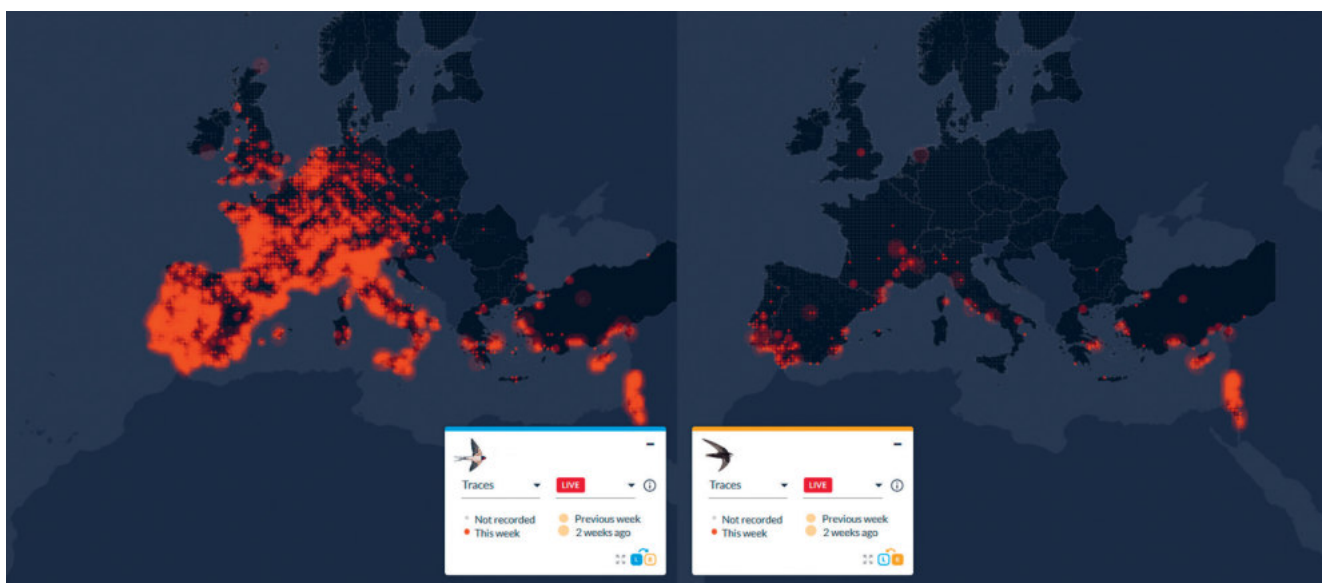 Traces
LIVE
Not recorded
Previous week
This week
2 weeks ago
L
R
Traces
LIVE
Not recorded
Previous week
This week
2 weeks ago
L
R